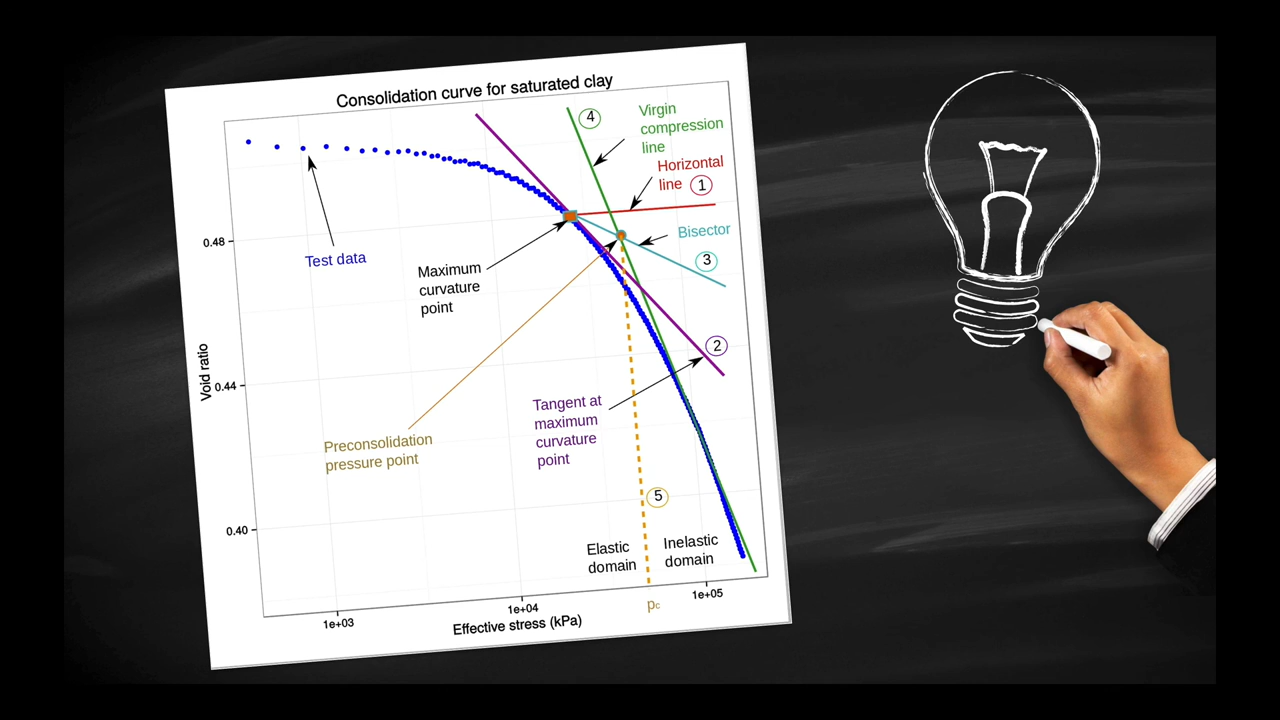 Consolidation curve for saturated clay
4
Virgin
compression
line
Horizontal
line 1
Bisector
3
0.48
Test data
Maximum
curvature
point
2
Void ratio
0.44
Tangent at
maximum
curvature
point
Preconsolidation
pressure point
5
0.40
Elastic
domain
Inelastic
domain
1e+03
1e+04
pc
1e+05
Effective stress (kPa)